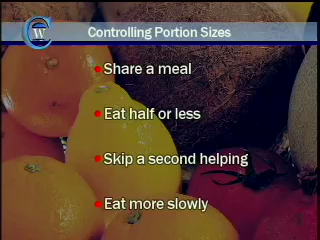 W
Controlling Portion Sizes
Share a meal
Eat half or less
Skip a second helping
Eat more slowly